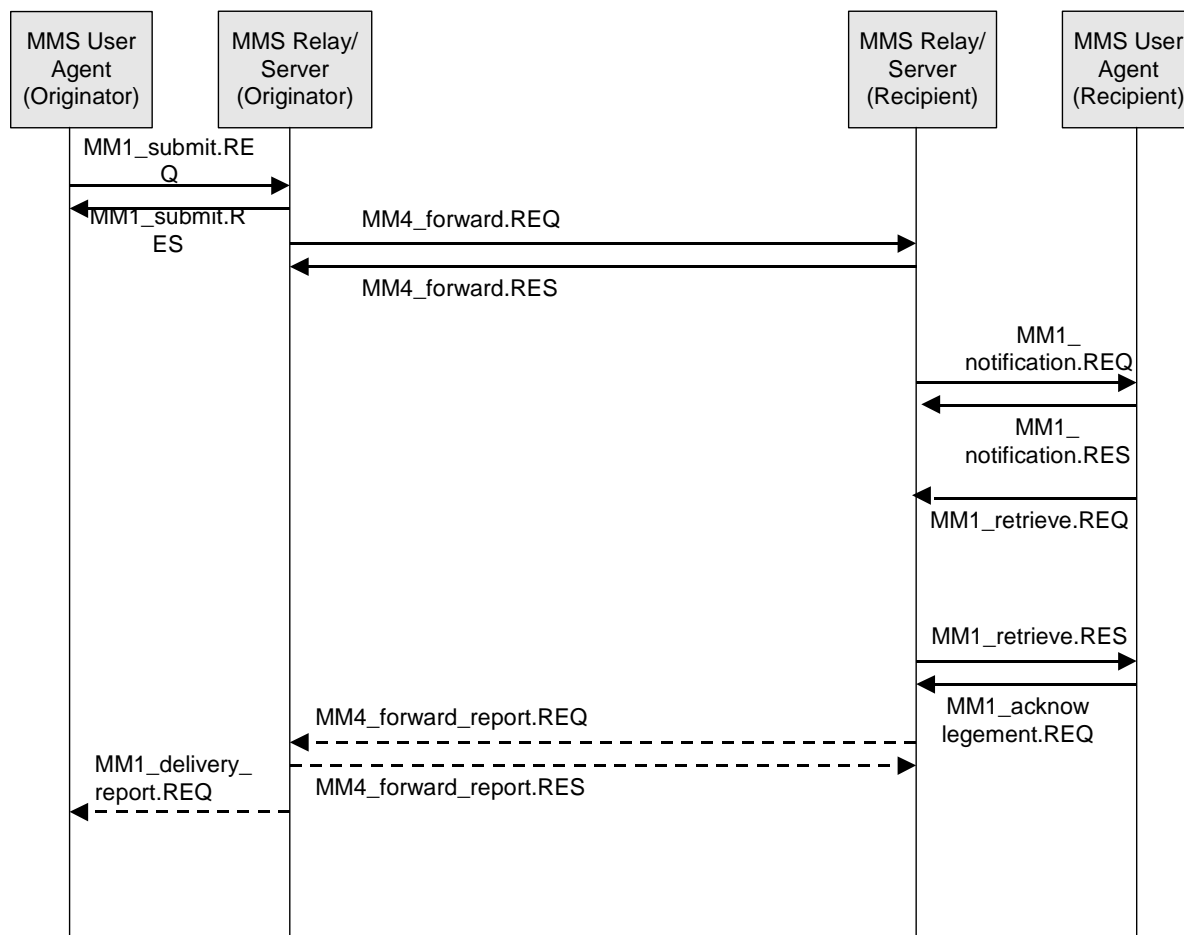 MMS User
Agent
(Originator)
MMS Relay/
Server
(Originator)
MMS Relay/
Server
(Recipient)
MMS User
Agent
(Recipient)
MM1_submit.RE
Q
MM1_submit.R
ES
MM4_forward.REQ
MM4_forward.RES
MM1_
notification.REQ
MM1_
notification.RES
MM1_retrieve.REQ
MM1_retrieve.RES
MM1_acknow
legement.REQ
MM4_forward_report.REQ
MM4_forward_report.RES
MM1_delivery_
report.REQ